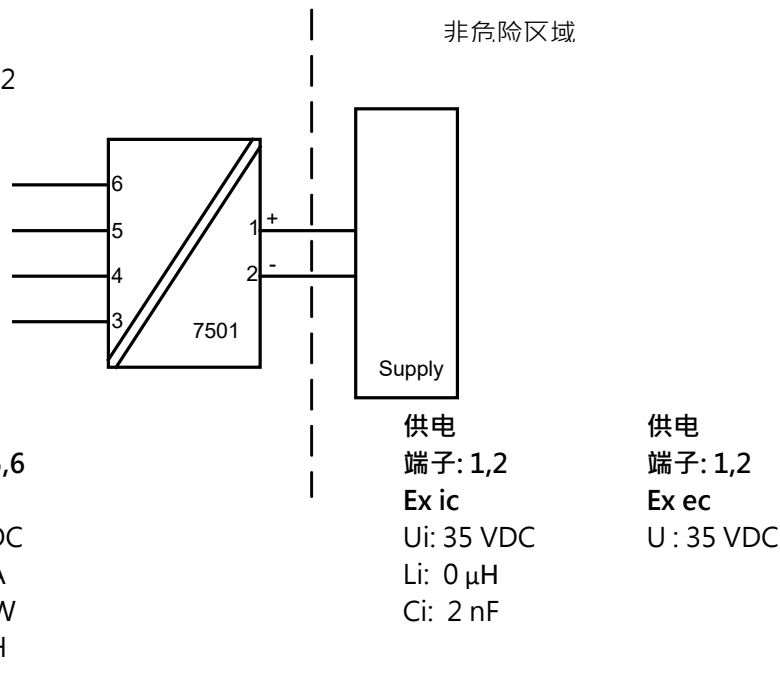 非危险区域
2
6
5
4
3
1 +
2 -
7501
Supply
供电
端子: 1,2
Ex ic
Ui: 35 VDC
Li: 0 μH
Ci: 2 nF
供电
端子: 1,2
Ex ec
U : 35 VDC
,6
C
W